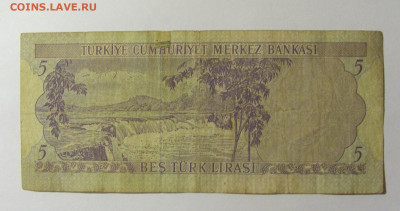 COINS.LAVE.RU
TÜRKİYE CUMHURİYET MERKEZ BANKASI
5
5
5
5
BEŞ TÜRK LİRASI